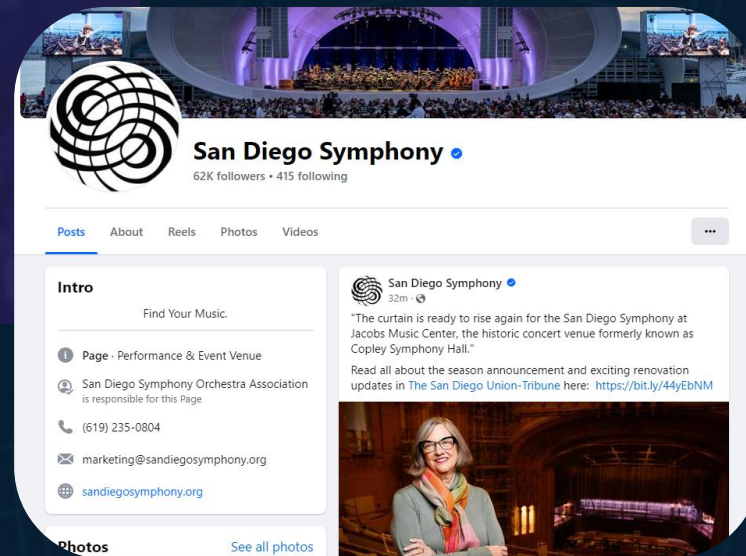 San Diego Symphony
62K followers • 415 following
Posts About Reels Photos Videos
Intro
Find Your Music.
Page · Performance & Event Venue
San Diego Symphony Orchestra Association
is responsible for this Page
(619) 235-0804
marketing@sandiegosymphony.org
sandiegosymphony.org
Photos See all photos
San Diego Symphony
32m ·
"The curtain is ready to rise again for the San Diego Symphony at
Jacobs Music Center, the historic concert venue formerly known as
Copley Symphony Hall."
Read all about the season announcement and exciting renovation
updates in The San Diego Union-Tribune here: https://bit.ly/44yEbNM